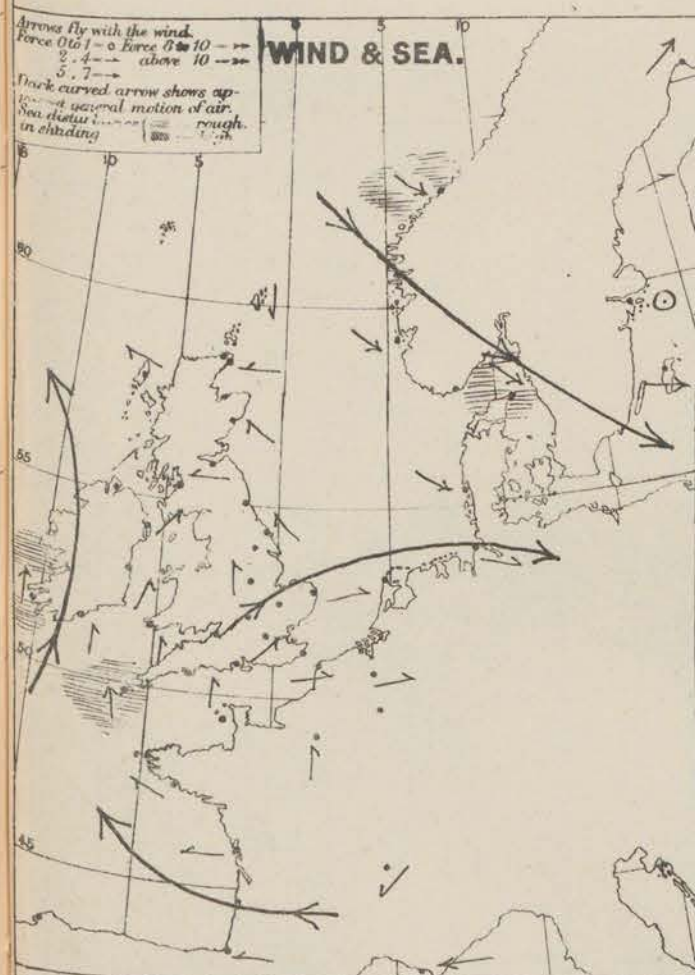 Arrows fly with the wind.
Force 0 to 1 - o Force 8 to 10
2 . 4 above 10
5 . 7
WIND & SEA.
Dark curved arrow shows ap-
general motion of air.
Sea rough.
in shading high
0 5 10
10 5
60
55
50
45